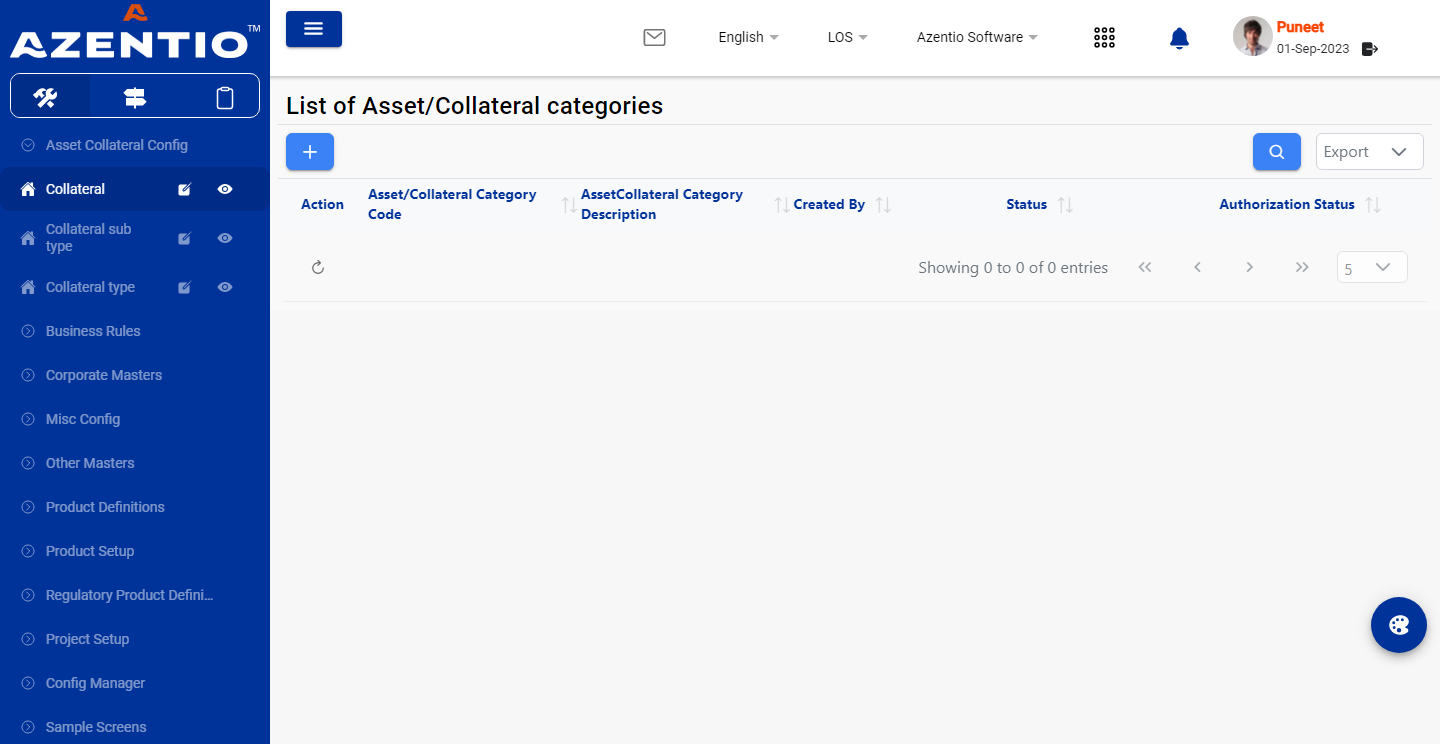 AZENTIO™
English
LOS
Azentio Software
Puneet
01-Sep-2023
Asset Collateral Config
Collateral
Collateral sub
type
Collateral type
Business Rules
Corporate Masters
Misc Config
Other Masters
Product Definitions
Product Setup
Regulatory Product Defini...
Project Setup
Config Manager
Sample Screens
List of Asset/Collateral categories
Export
Action
Asset/Collateral Category
Code
AssetCollateral Category
Description
Created By
Status
Authorization Status
Showing 0 to 0 of 0 entries
5